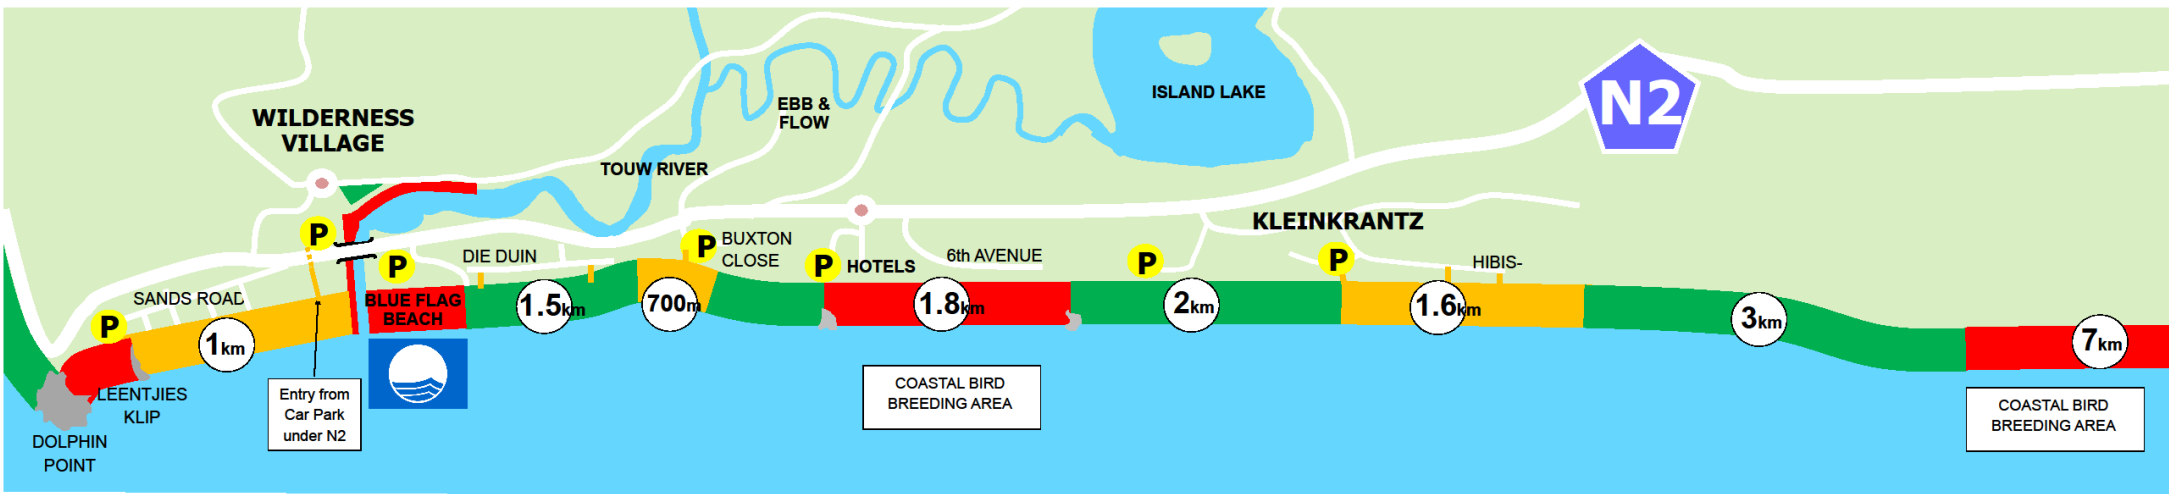 WILDERNESS
VILLAGE
EBB &
FLOW
ISLAND LAKE
N2
TOUW RIVER
P
P
P
BUXTON
CLOSE
P
P
P
P
KLEINKRANTZ
DIE DUIN
HOTELS
6th AVENUE
HIBIS-
SANDS ROAD
BLUE FLAG
BEACH
1km
1.5km
700m
1.8km
2km
1.6km
3km
7km
LEENTJIES
KLIP
DOLPHIN
POINT
Entry from
Car Park
under N2
COASTAL BIRD
BREEDING AREA
COASTAL BIRD
BREEDING AREA